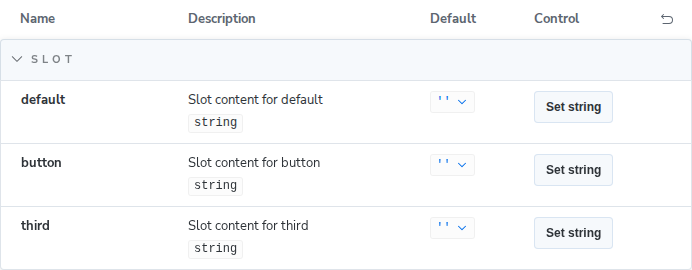 Name Description Default Control
SLOT
default Slot content for default '' Set string
string
button Slot content for button '' Set string
string
third Slot content for third '' Set string
string